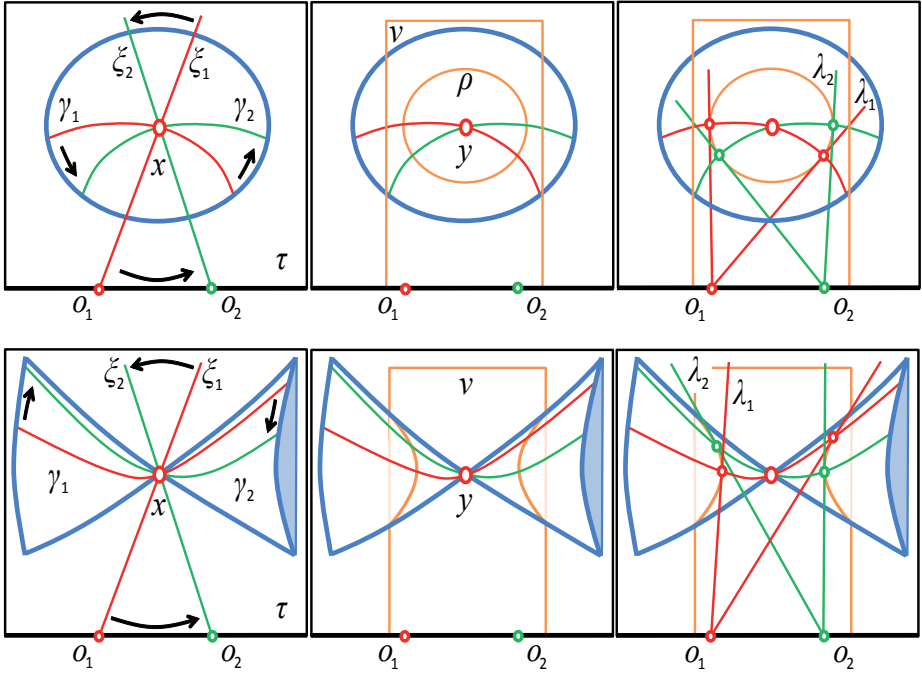 ξ₂ ξ₁
γ₁ γ₂
x
τ
o₁ o₂
v
ρ
y
o₁ o₂
λ₂
λ₁
o₁ o₂
ξ₂ ξ₁
γ₁ γ₂
x
τ
o₁ o₂
v
y
o₁ o₂
λ₂ λ₁
o₁ o₂